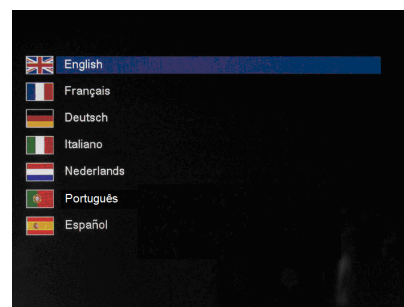 English
Français
Deutsch
Italiano
Nederlands
Português
Español